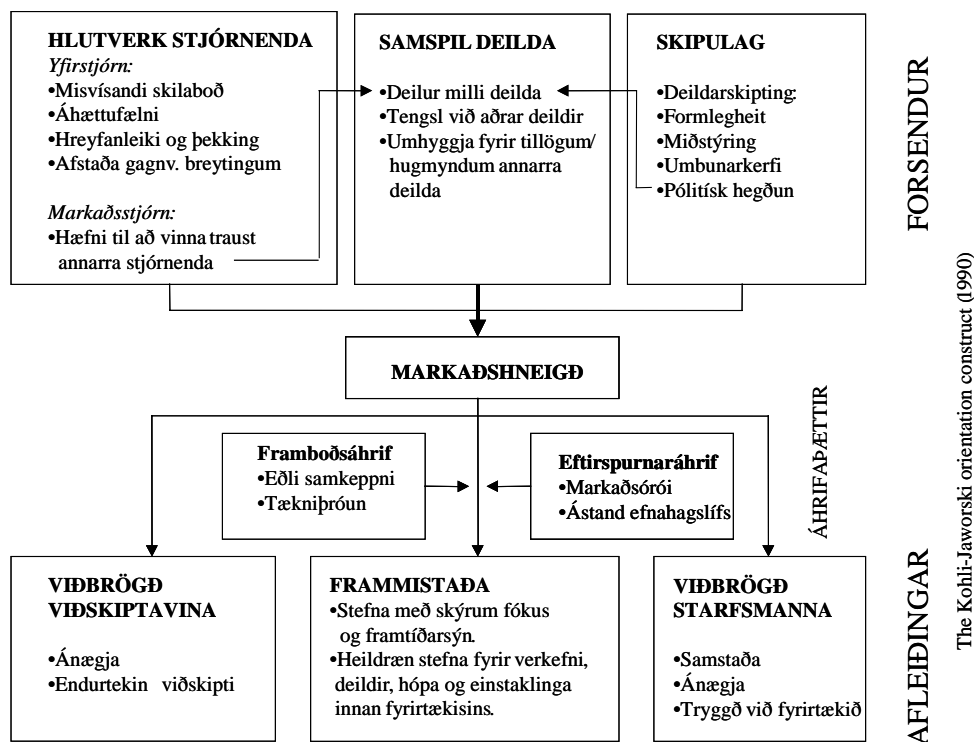 HLUTVERK STJÓRNENDA
Yfirstjórn:
•Misvísandi skilaboð
•Áhættufælni
•Hreyfanleiki og þekking
•Afstaða gagnv. breytingum
Markaðsstjórn:
•Hæfni til að vinna traust
annarra stjórnenda
SAMSPIL DEILDA
•Deilur milli deilda
•Tengsl við aðrar deildir
•Umhyggja fyrir tillögum/
hugmyndum annarra
deilda
SKIPULAG
•Deildarskipting:
•Formlegheit
•Miðstýring
•Umbunarkerfi
•Pólitísk hegðun
FORSENDUR
MARKAÐSHNEIGÐ
Framboðsáhrif
•Eðli samkeppni
•Tækniþróun
Eftirspurnaráhrif
•Markaðsórói
•Ástand efnahagslífs
ÁHRIFAÞÆTTIR
VIÐBRÖGÐ
VIÐSKIPTAVINA
•Ánægja
•Endurtekin viðskipti
FRAMMISTAÐA
•Stefna með skýrum fókus
og framtíðarsýn.
•Heildræn stefna fyrir verkefni,
deildir, hópa og einstaklinga
innan fyrirtækisins.
VIÐBRÖGÐ
STARFSMANNA
•Samstaða
•Ánægja
•Tryggð við fyrirtækið
AFLEIÐINGAR
The Kohli-Jaworski orientation construct (1990)